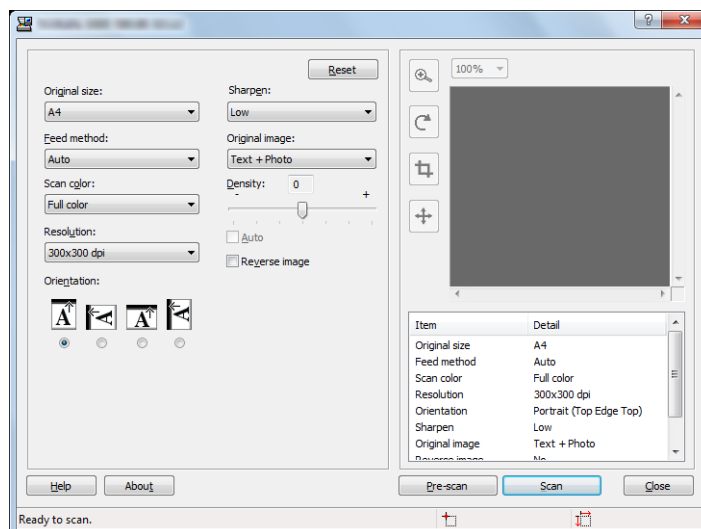 ?
X
Reset
Original size:
A4
Feed method:
Auto
Scan color:
Full color
Resolution:
300x300 dpi
Orientation:
A A A A
Sharpen:
Low
Original image:
Text + Photo
Density: 0
- +
Auto
Reverse image
100%
Item Detail
Original size A4
Feed method Auto
Scan color Full color
Resolution 300x300 dpi
Orientation Portrait (Top Edge Top)
Sharpen Low
Original image Text + Photo
Reverse image No
Help About Pre-scan Scan Close
Ready to scan.